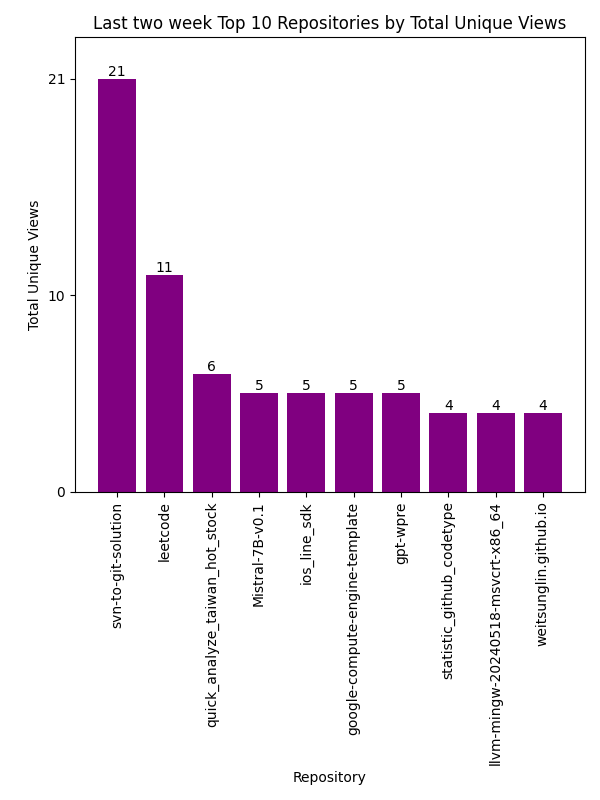 Last two week Top 10 Repositories by Total Unique Views
Total Unique Views
21
10
0
21
11
6
5
5
5
5
4
4
4
svn-to-git-solution
leetcode
quick_analyze_taiwan_hot_stock
Mistral-7B-v0.1
ios_line_sdk
google-compute-engine-template
gpt-wpre
statistic_github_codetype
llvm-mingw-20240518-msvcrt-x86_64
weitsunglin.github.io
Repository